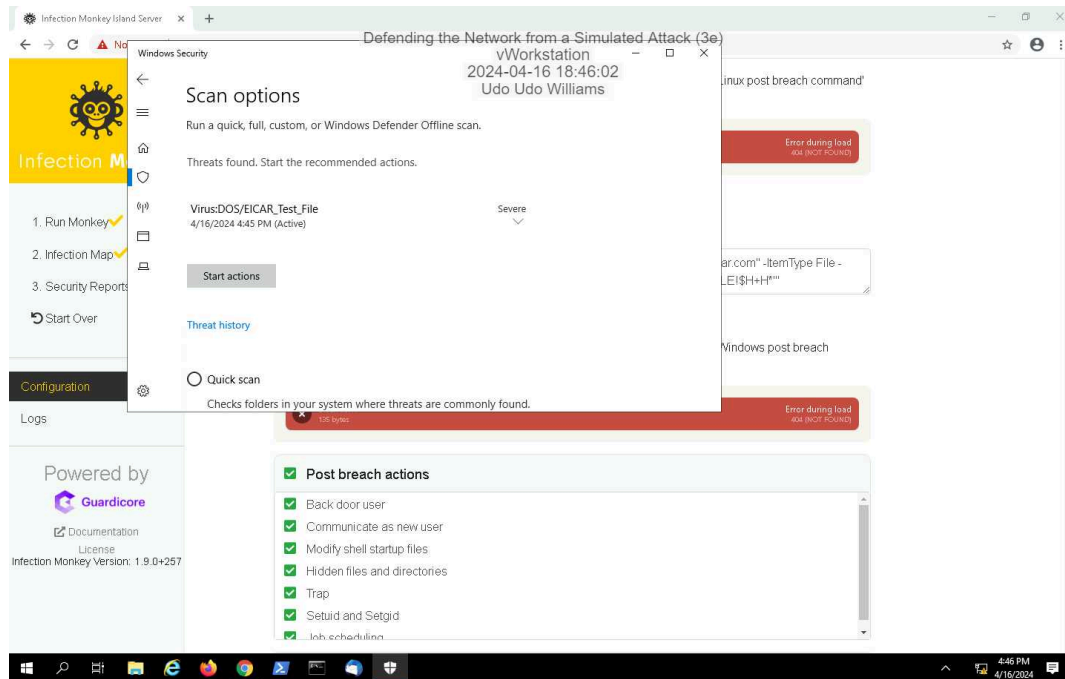 Infection Monkey Island Server
Defending the Network from a Simulated Attack (3e)
vWorkstation
2024-04-16 18:46:02
Udo Udo Williams
No
Windows Security
Scan options
Run a quick, full, custom, or Windows Defender Offline scan.
Threats found. Start the recommended actions.
Virus:DOS/EICAR_Test_File
Severe
4/16/2024 4:45 PM (Active)
Start actions
Threat history
Quick scan
Checks folders in your system where threats are commonly found.
Infection M
1. Run Monkey
2. Infection Map
3. Security Reports
Start Over
Configuration
Logs
Powered by
Guardicore
Documentation
License
Infection Monkey Version: 1.9.0+257
Linux post breach command'
Error during load
404 (NOT FOUND)
ar.com" -ItemType File -
LE!$H+H*'"
Windows post breach
135 bytes
Error during load
404 (NOT FOUND)
Post breach actions
Back door user
Communicate as new user
Modify shell startup files
Hidden files and directories
Trap
Setuid and Setgid
Job scheduling
4:46 PM
4/16/2024